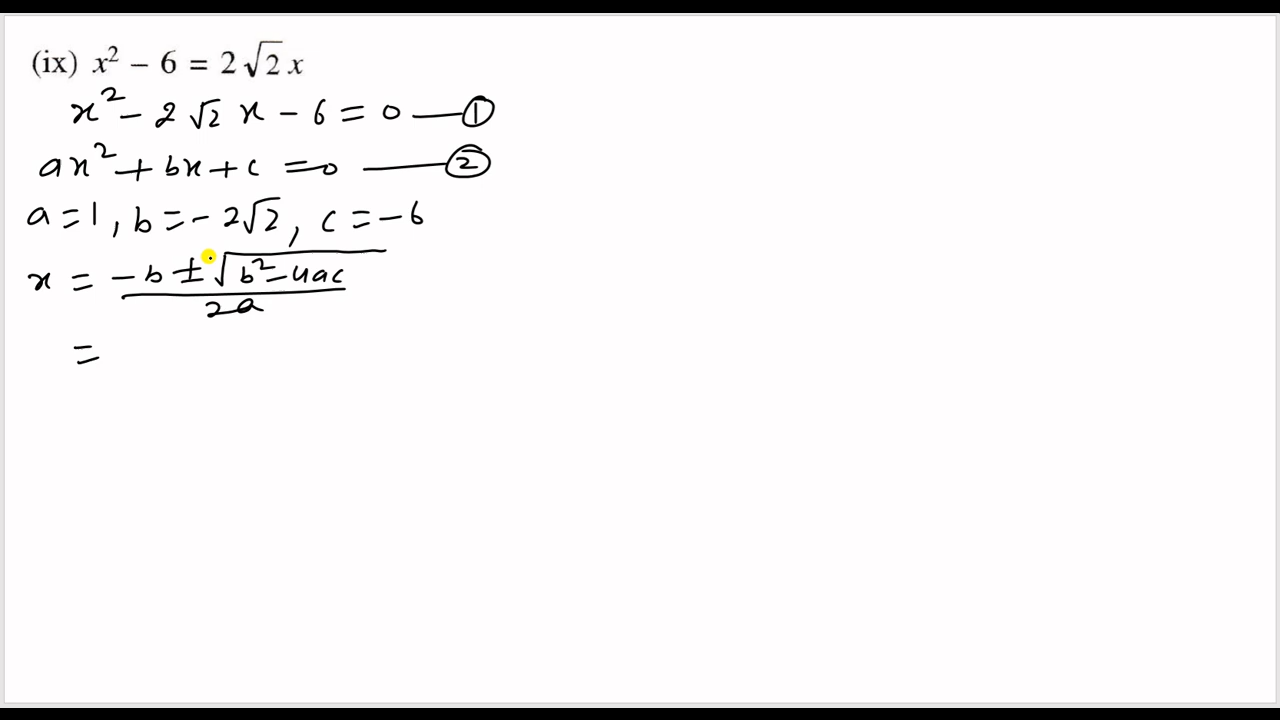 (ix) x² − 6 = 2√2 x
x² − 2√2 x − 6 = 0 — ①
ax² + bx + c = 0 — ②
a = 1, b = − 2√2, c = − 6
x = −b ± √b² − 4ac
2a
=